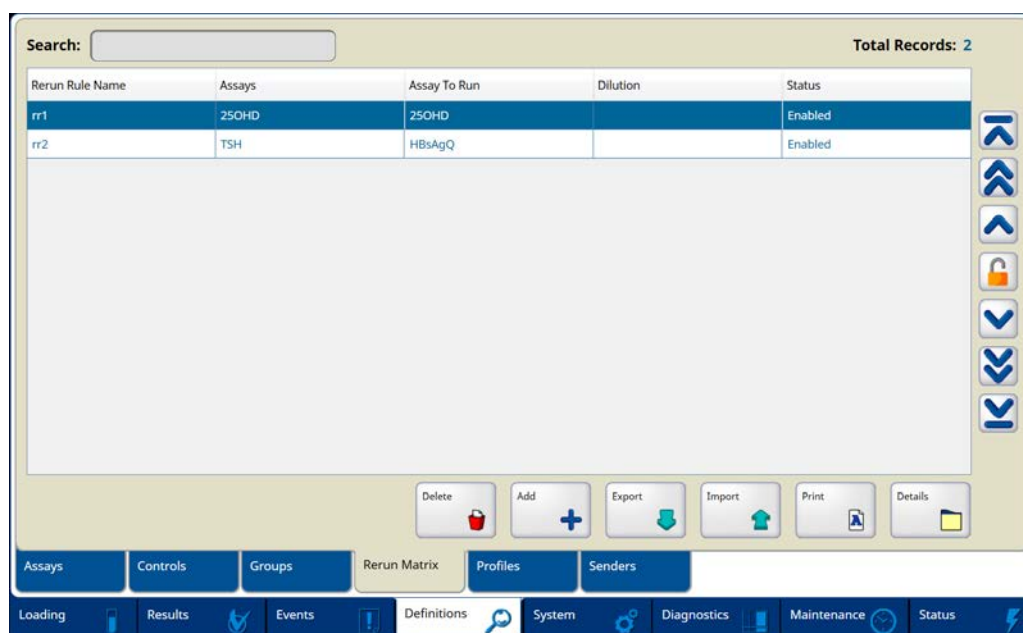 Search: Total Records: 2
Rerun Rule Name Assays Assay To Run Dilution Status
rr1 25OHD 25OHD Enabled
rr2 TSH HBsAgQ Enabled
Delete Add Export Import Print Details
Assays Controls Groups Rerun Matrix Profiles Senders
Loading Results Events Definitions System Diagnostics Maintenance Status